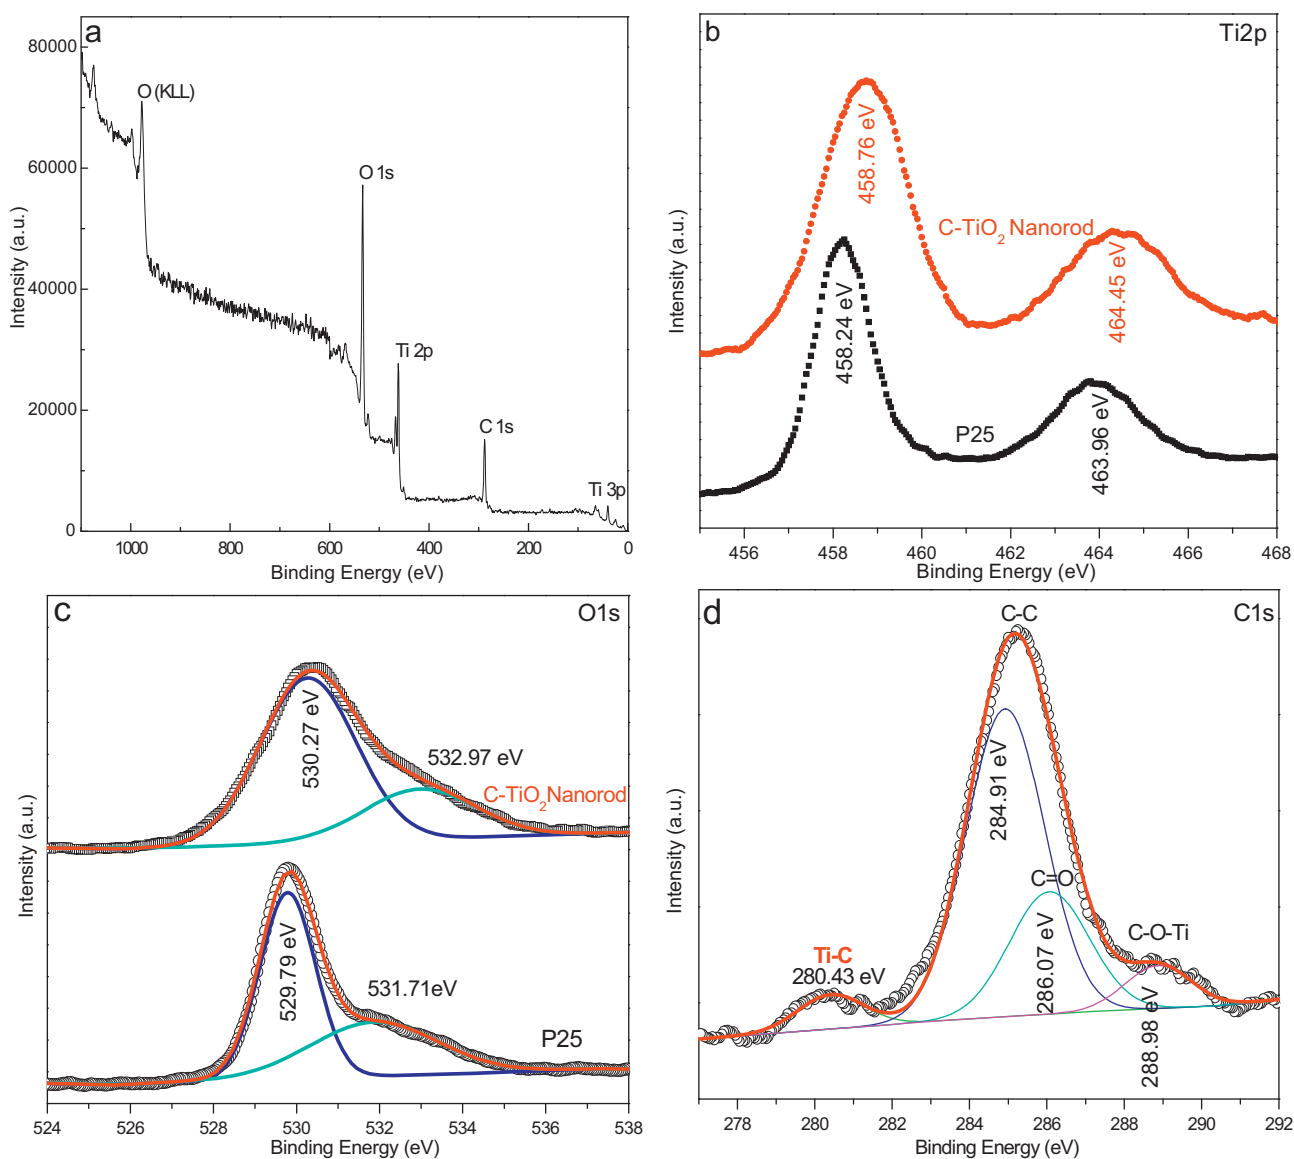 a
80000
60000
40000
20000
0
Intensity (a.u.)
O (KLL)
O 1s
Ti 2p
C 1s
Ti 3p
1000 800 600 400 200 0
Binding Energy (eV)
b
Ti2p
Intensity (a.u.)
458.76 eV
C-TiO2 Nanorod
464.45 eV
458.24 eV
P25
463.96 eV
456 458 460 462 464 466 468
Binding Energy (eV)
c
O1s
Intensity (a.u.)
530.27 eV
532.97 eV
C-TiO2 Nanorod
529.79 eV
531.71eV
P25
524 526 528 530 532 534 536 538
Binding Energy (eV)
d
C1s
Intensity (a.u.)
C-C
284.91 eV
C=O
286.07 eV
C-O-Ti
288.98 eV
Ti-C
280.43 eV
278 280 282 284 286 288 290 292
Binding Energy (eV)